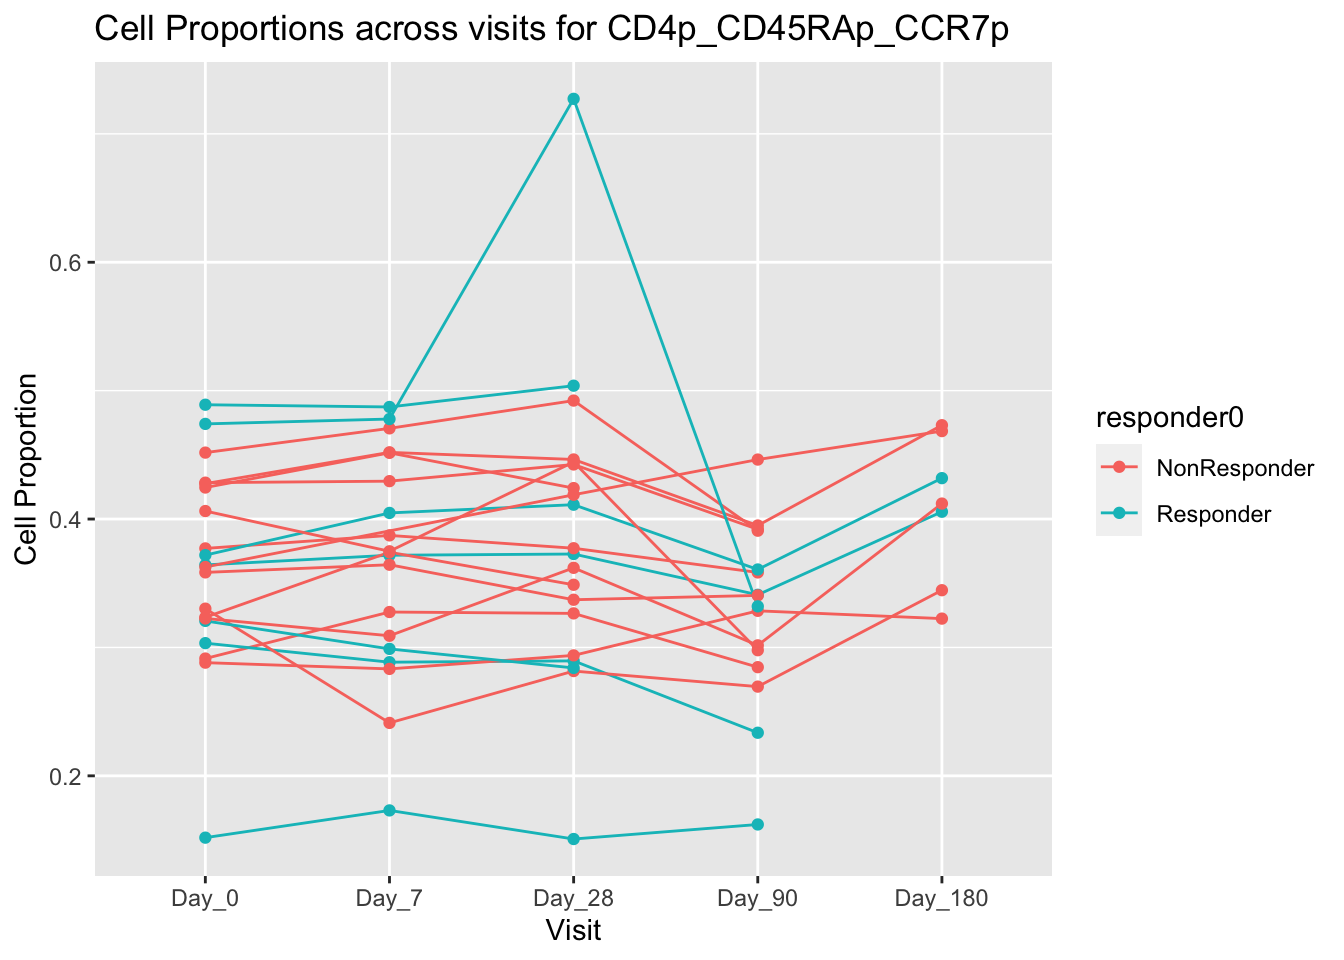 Cell Proportions across visits for CD4p_CD45RAp_CCR7p
Cell Proportion
0.6
0.4
0.2
Day_0 Day_7 Day_28 Day_90 Day_180
Visit
responder0
NonResponder
Responder